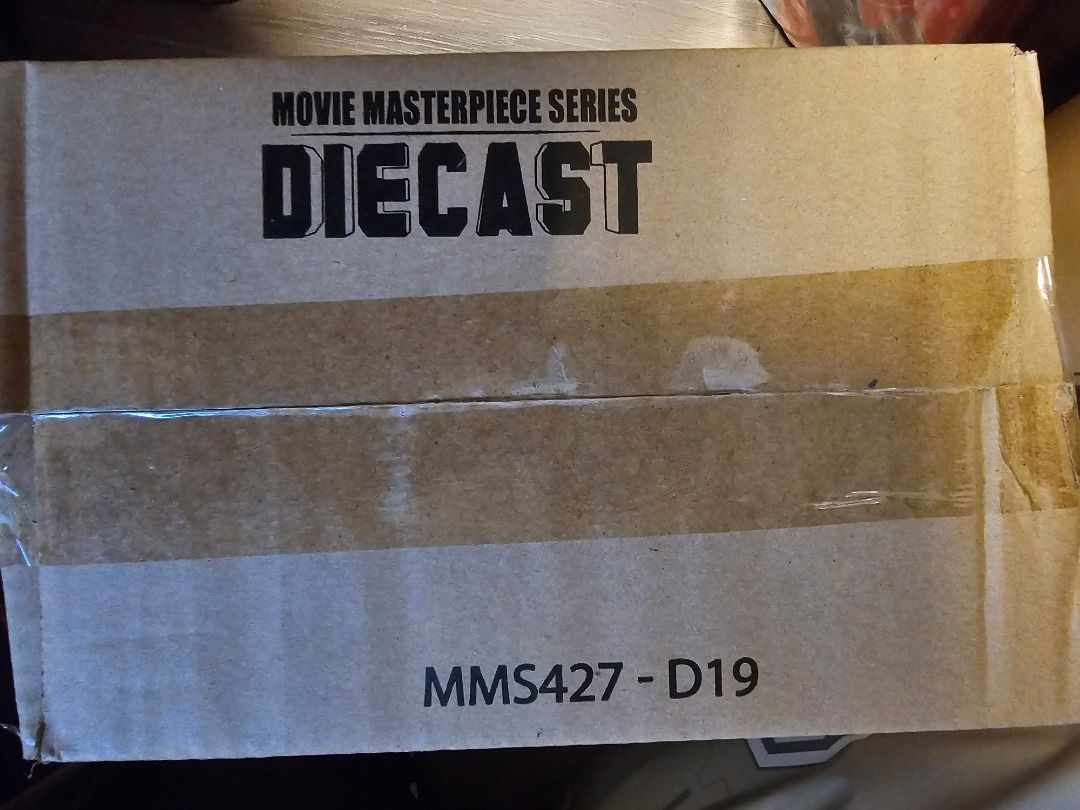 MOVIE MASTERPIECE SERIES
DIECAST
MMS427 - D19